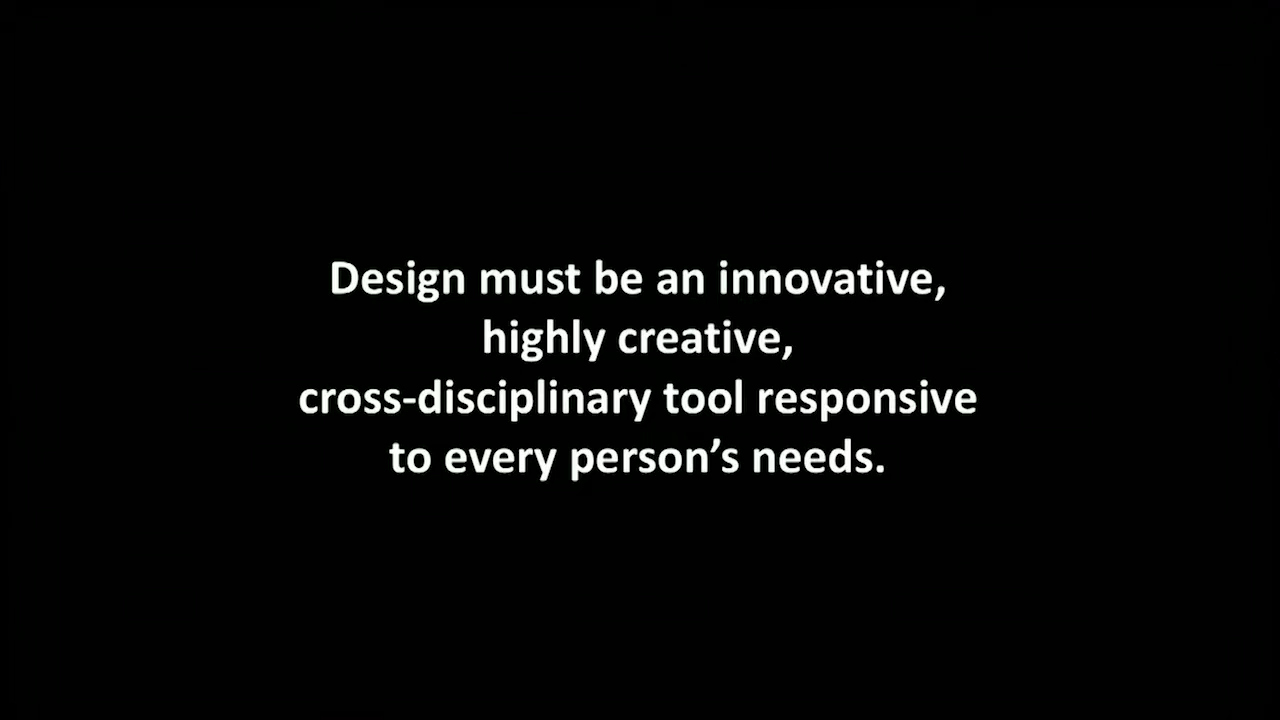 Design must be an innovative,
highly creative,
cross-disciplinary tool responsive
to every person’s needs.